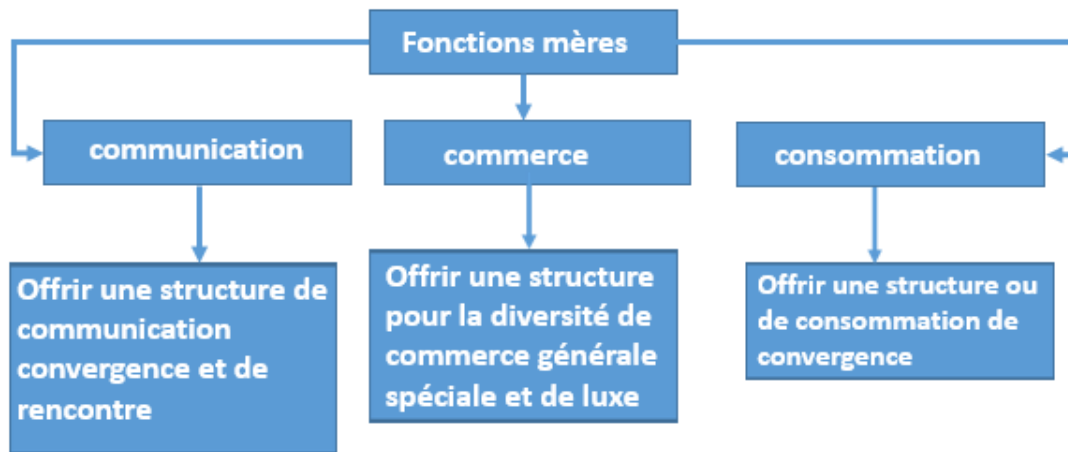 Fonctions mères
communication
commerce
consommation
Offrir une structure de
communication
convergence et de
rencontre
Offrir une structure
pour la diversité de
commerce générale
spéciale et de luxe
Offrir une structure ou
de consommation de
convergence